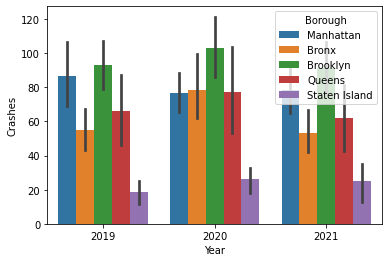 Crashes
120
100
80
60
40
20
0
2019
2020
2021
Year
Borough
Manhattan
Bronx
Brooklyn
Queens
Staten Island